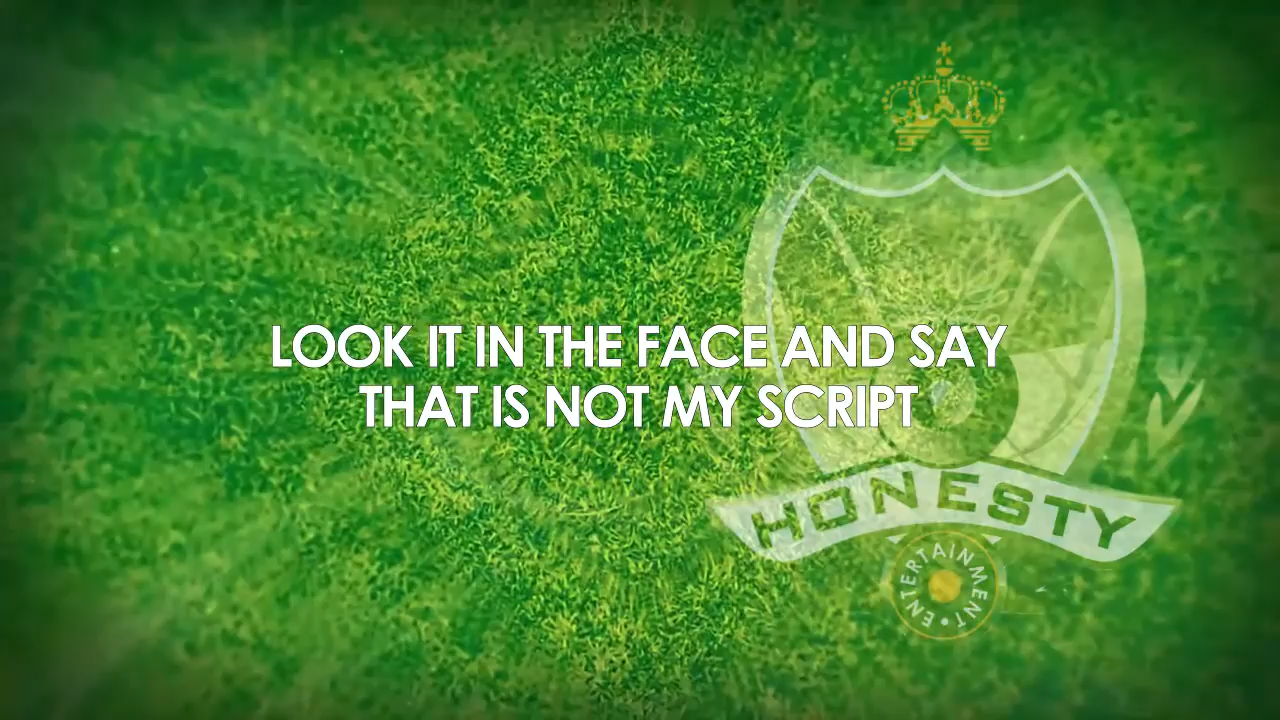 LOOK IT IN THE FACE AND SAY
THAT IS NOT MY SCRIPT
HONESTY
ENTERTAINMENT